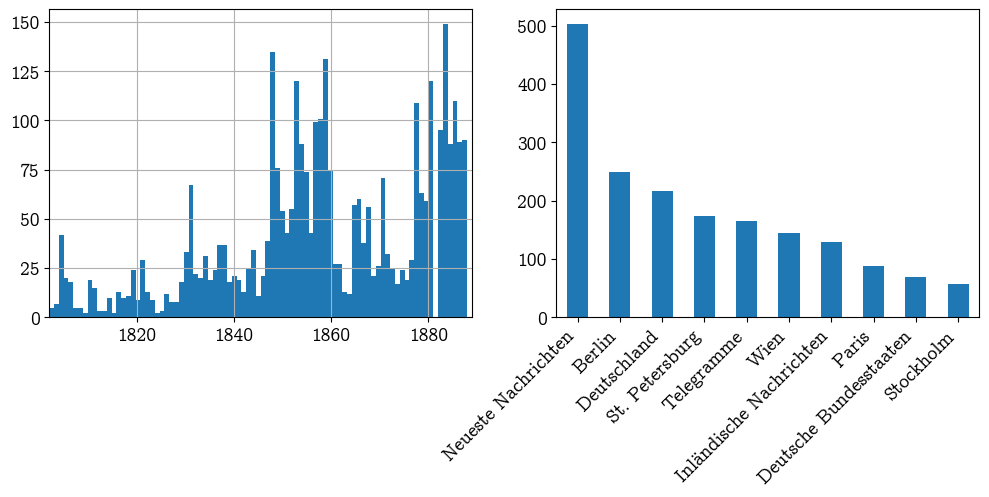 150
125
100
75
50
25
0
1820
1840
1860
1880
500
400
300
200
100
0
Neueste Nachrichten
Berlin
Deutschland
St. Petersburg
Telegramme
Wien
Inländische Nachrichten
Paris
Deutsche Bundesstaaten
Stockholm